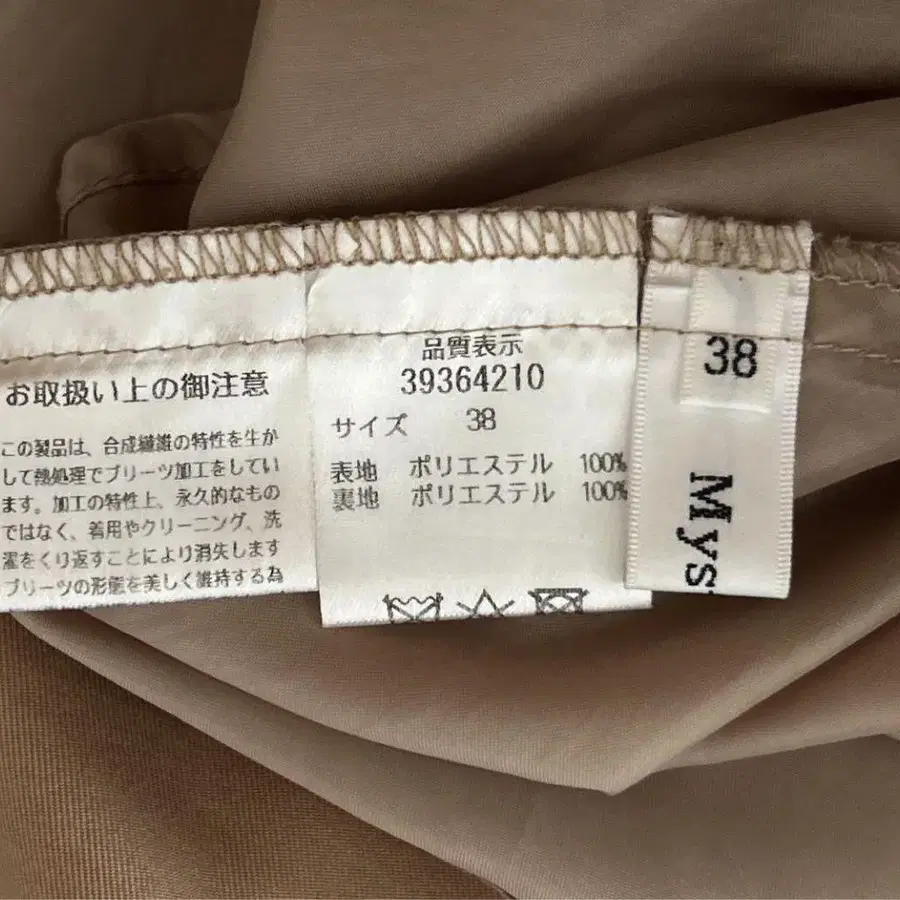 お取扱い上の御注意
この製品は、合成繊維の特性を生か
して熱処理でプリーツ加工をしてい
ます。加工の特性上、永久的なもの
ではなく、着用やクリーニング、洗
濯をくり返すことにより消失します
プリーツの形態を美しく維持する為
品質表示
39364210
サイズ 38
表地 ポリエステル 100%
裏地 ポリエステル 100%
38
Mys